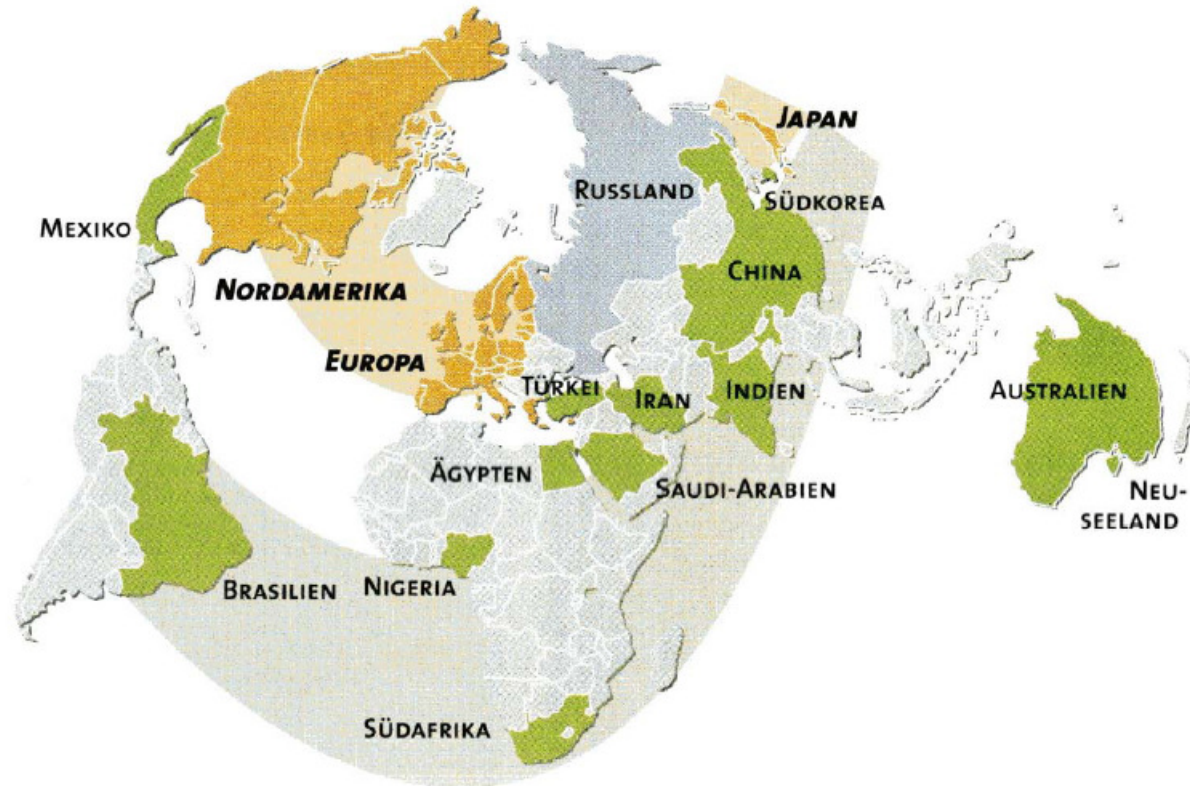 JAPAN
RUSSLAND
SÜDKOREA
MEXIKO
CHINA
NORDAMERIKA
EUROPA
TÜRKEI
IRAN
INDIEN
AUSTRALIEN
ÄGYPTEN
SAUDI-ARABIEN
NEU-
SEELAND
BRASILIEN
NIGERIA
SÜDAFRIKA